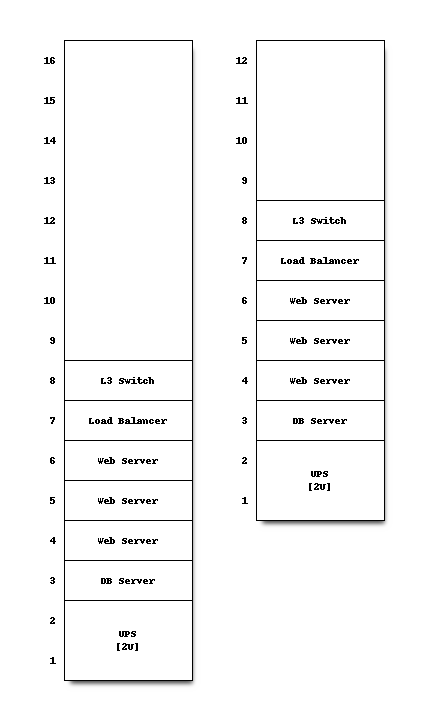 16
15
14
13
12
11
10
9
8 L3 Switch
7 Load Balancer
6 Web Server
5 Web Server
4 Web Server
3 DB Server
2
UPS
[2U]
1
12
11
10
9
8 L3 Switch
7 Load Balancer
6 Web Server
5 Web Server
4 Web Server
3 DB Server
2
UPS
[2U]
1